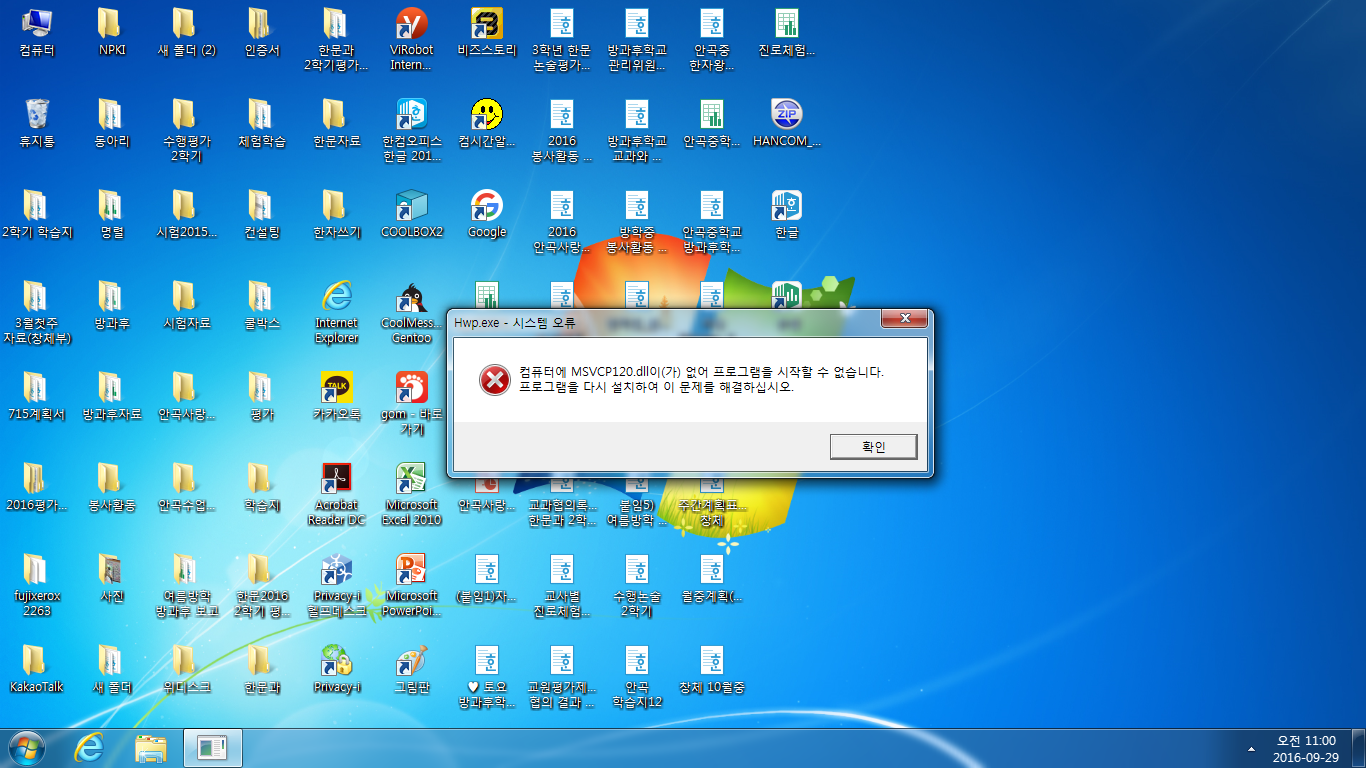 컴퓨터
NPKI
새 폴더 (2)
인증서
한문과
2학기평가...
ViRobot
Intern...
비즈스토리
3학년 한문
논술평가...
방과후학교
관리위원...
안곡중
한자왕...
진로체험...
휴지통
동아리
수행평가
2학기
체험학습
한문자료
한컴오피스
한글 201...
컴시간알...
2016
봉사활동 ...
방과후학교
교과와 ...
안곡중학...
HANCOM_...
2학기 학습지
명렬
시험2015...
컨설팅
한자쓰기
COOLBOX2
Google
2016
안곡사랑...
방학중
봉사활동 ...
안곡중학교
방과후학...
한글
3월첫주
자료(창체부)
방과후
시험자료
쿨박스
Internet
Explorer
CoolMess...
Gentoo
Hwp.exe - 시스템 오류
컴퓨터에 MSVCP120.dll이(가) 없어 프로그램을 시작할 수 없습니다.
프로그램을 다시 설치하여 이 문제를 해결하십시오.
확인
715계획서
방과후자료
안곡사랑...
평가
카카오톡
gom - 바로
가기
2016평가...
봉사활동
안곡수업...
학습지
Acrobat
Reader DC
Microsoft
Excel 2010
안곡사랑...
교과협의록...
한문과 2학...
붙임5)
여름방학 ...
주간계획표...
창체
fujixerox
2263
사진
여름방학
방과후 보고
한문2016
2학기 평...
Privacy-i
헬프데스크
Microsoft
PowerPoi...
(붙임1)자...
교사별
진로체험...
수행논술
2학기
월중계획(...
KakaoTalk
새 폴더
위디스크
한문과
Privacy-i
그림판
♥ 토요
방과후학...
교원평가제...
협의 결과 ...
안곡
학습지12
창체 10월중
오전 11:00
2016-09-29